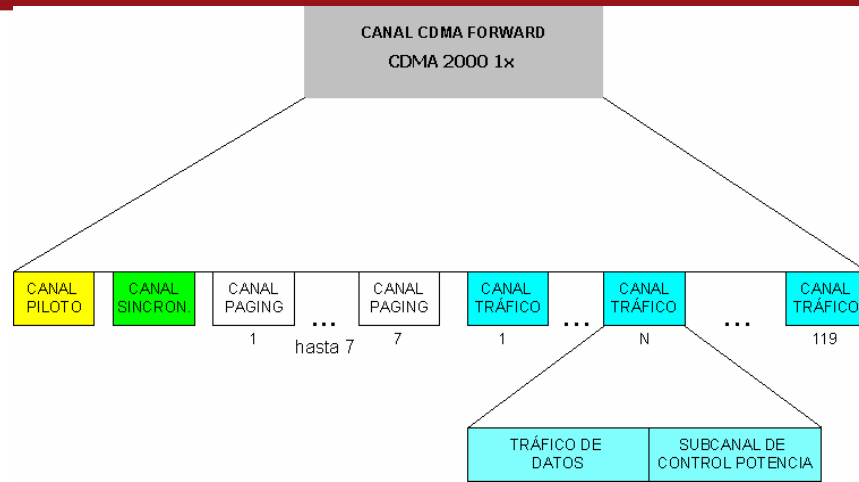 CANAL CDMA FORWARD
CDMA 2000 1x
CANAL
PILOTO
CANAL
SINCRON.
CANAL
PAGING
1
...
hasta 7
CANAL
PAGING
7
CANAL
TRÁFICO
1
...
CANAL
TRÁFICO
N
...
CANAL
TRÁFICO
119
TRÁFICO DE
DATOS
SUBCANAL DE
CONTROL POTENCIA